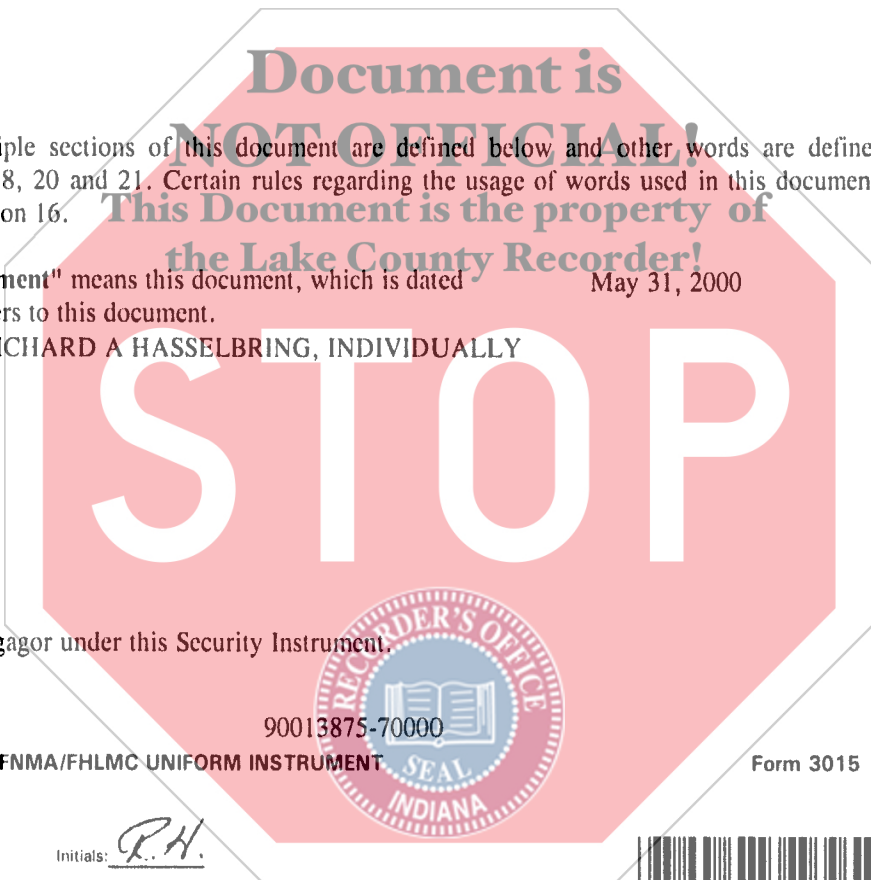 Document is
NOT OFFICIAL!
This Document is the property of
the Lake County Recorder!
iple sections of this document are defined below and other words are define
8, 20 and 21. Certain rules regarding the usage of words used in this documen
on 16.
ment" means this document, which is dated May 31, 2000
ers to this document.
ICHARD A HASSELBRING, INDIVIDUALLY
STOP
gagor under this Security Instrument.
RECORDER'S OFFICE
SEAL
INDIANA
90013875-70000
FNMA/FHLMC UNIFORM INSTRUMENT Form 3015
Initials: R.H.